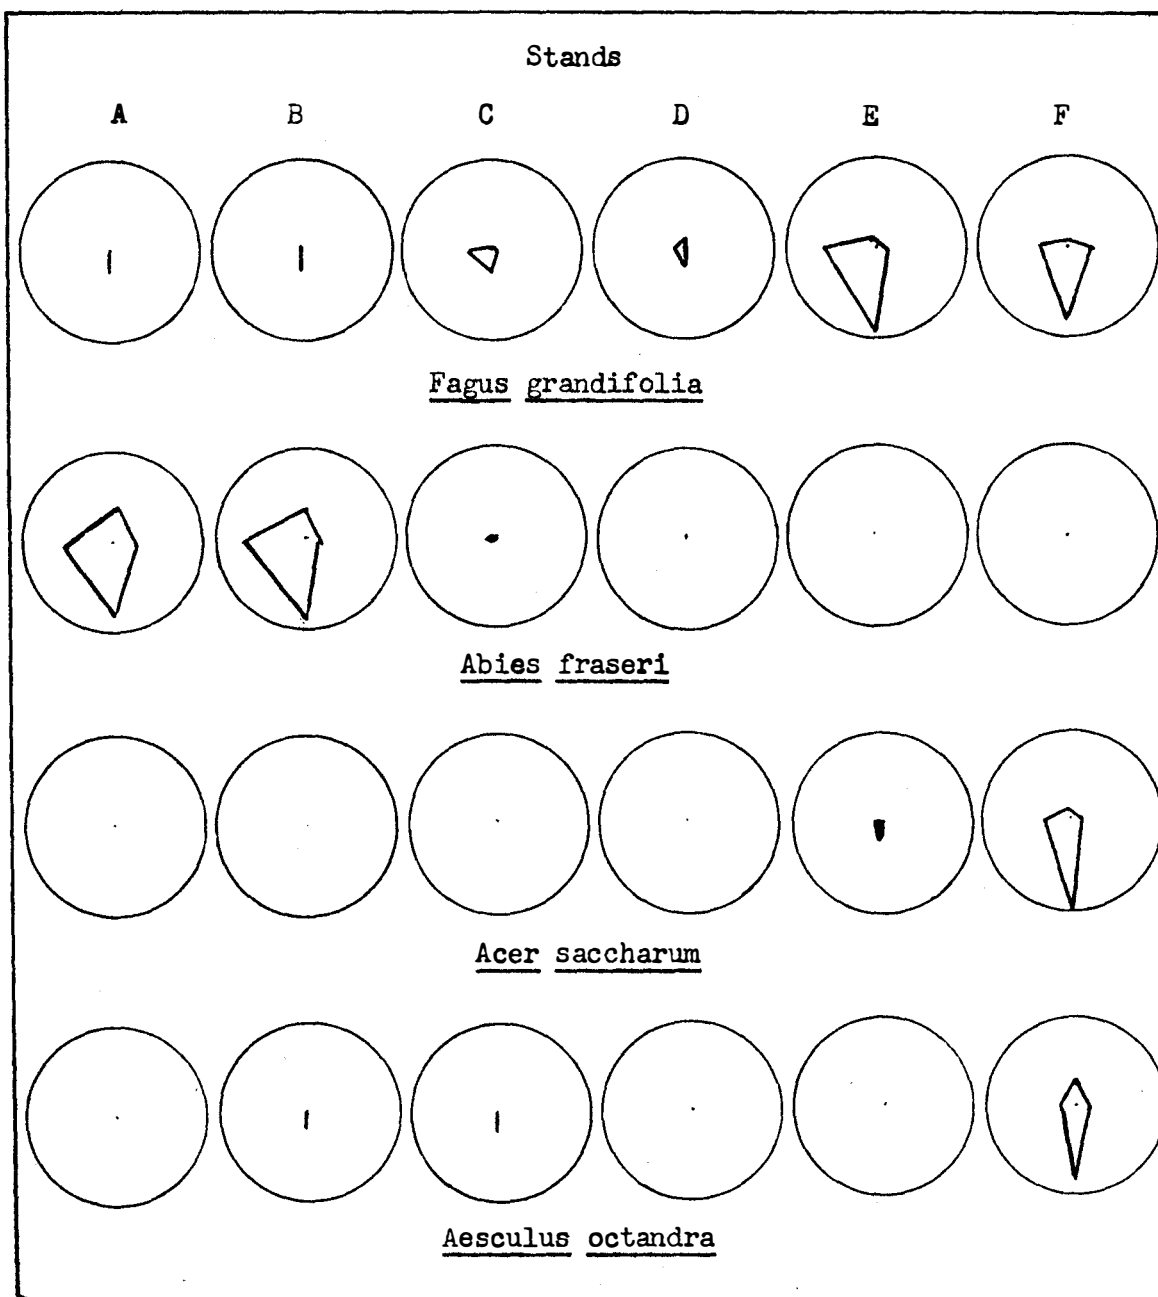 Stands
A B C D E F
Fagus grandifolia
Abies fraseri
Acer saccharum
Aesculus octandra